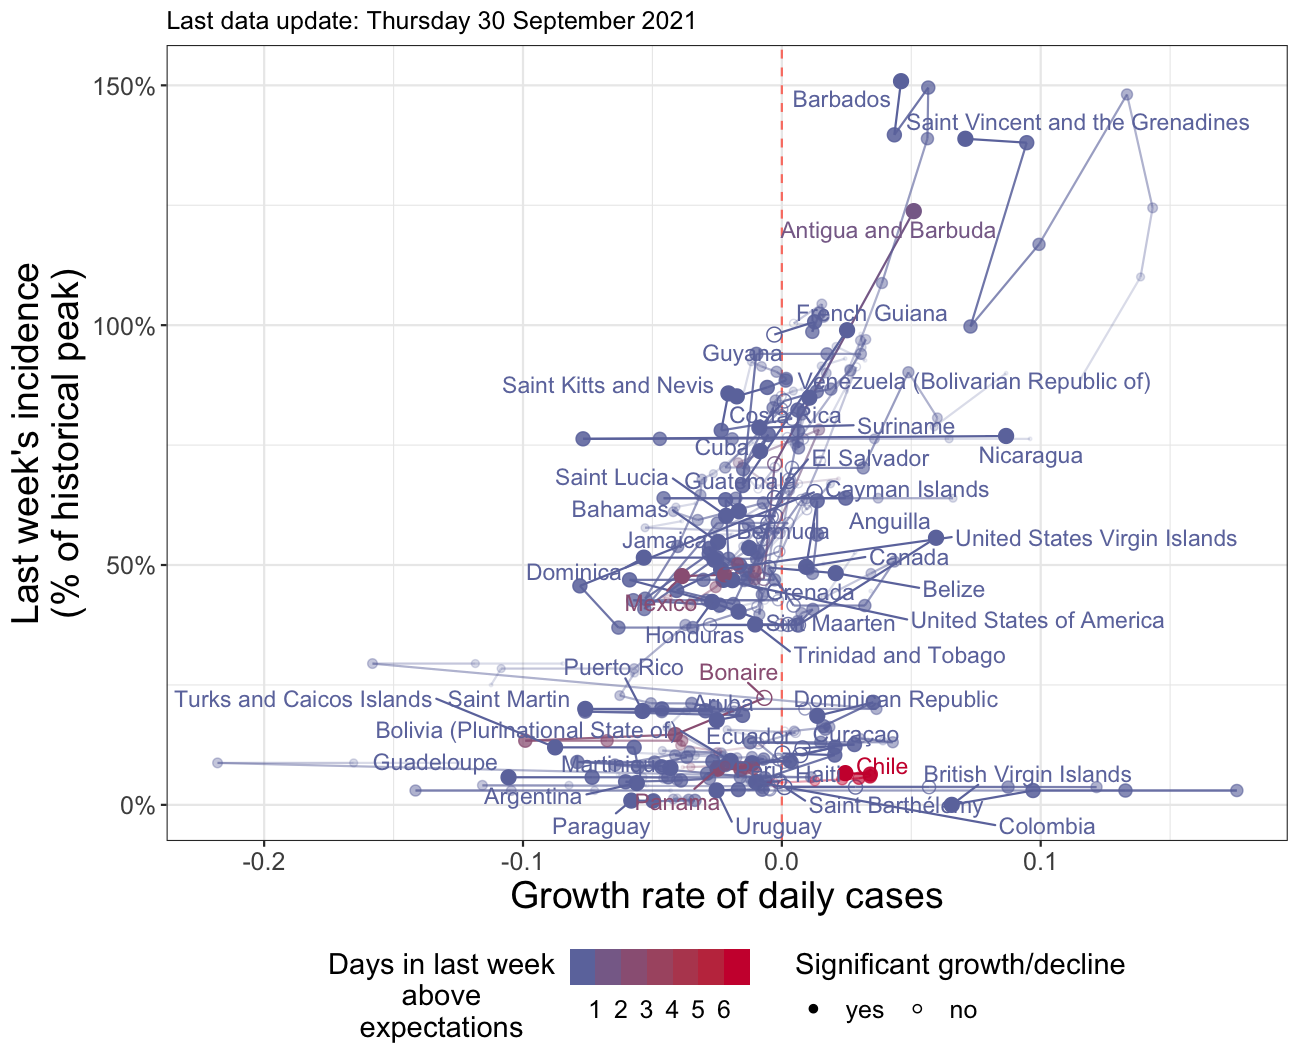 Last data update: Thursday 30 September 2021
Last week's incidence
(% of historical peak)
150%
100%
50%
0%
Barbados
Saint Vincent and the Grenadines
Antigua and Barbuda
French Guiana
Guyana
Saint Kitts and Nevis
Venezuela (Bolivarian Republic of)
Costa Rica
Suriname
Cuba
Nicaragua
El Salvador
Saint Lucia
Guatemala
Cayman Islands
Bahamas
Anguilla
Bermuda
Jamaica
United States Virgin Islands
Canada
Dominica
Belize
Grenada
Mexico
United States of America
Sint Maarten
Honduras
Trinidad and Tobago
Puerto Rico
Bonaire
Turks and Caicos Islands
Saint Martin
Aruba
Dominican Republic
Bolivia (Plurinational State of)
Ecuador
Curaçao
Guadeloupe
Martinique
Peru
Haiti
Chile
British Virgin Islands
Argentina
Panama
Saint Barthélemy
Paraguay
Uruguay
Colombia
-0.2
-0.1
0.0
0.1
Growth rate of daily cases
Days in last week
above
expectations
1 2 3 4 5 6
Significant growth/decline
yes
no